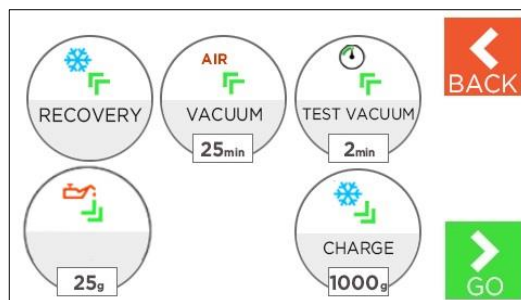 AIR
BACK
RECOVERY
VACUUM
TEST VACUUM
25min
2min
CHARGE
25g
1000g
GO